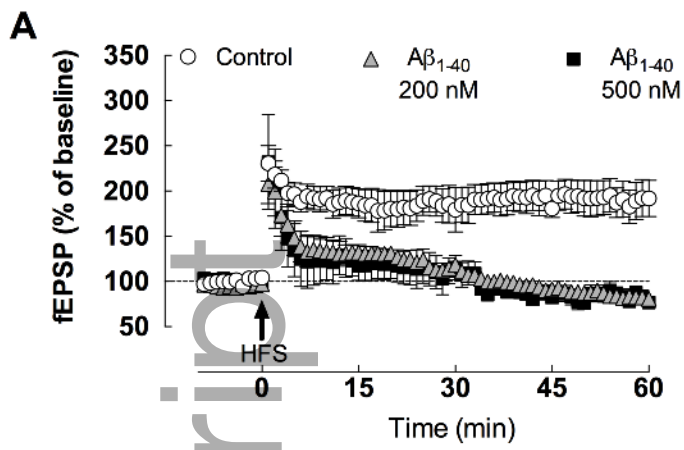 A
Control
Aβ1-40
200 nM
Aβ1-40
500 nM
fEPSP (% of baseline)
350
300
250
200
150
100
50
HFS
0
15
30
45
60
Time (min)
ript